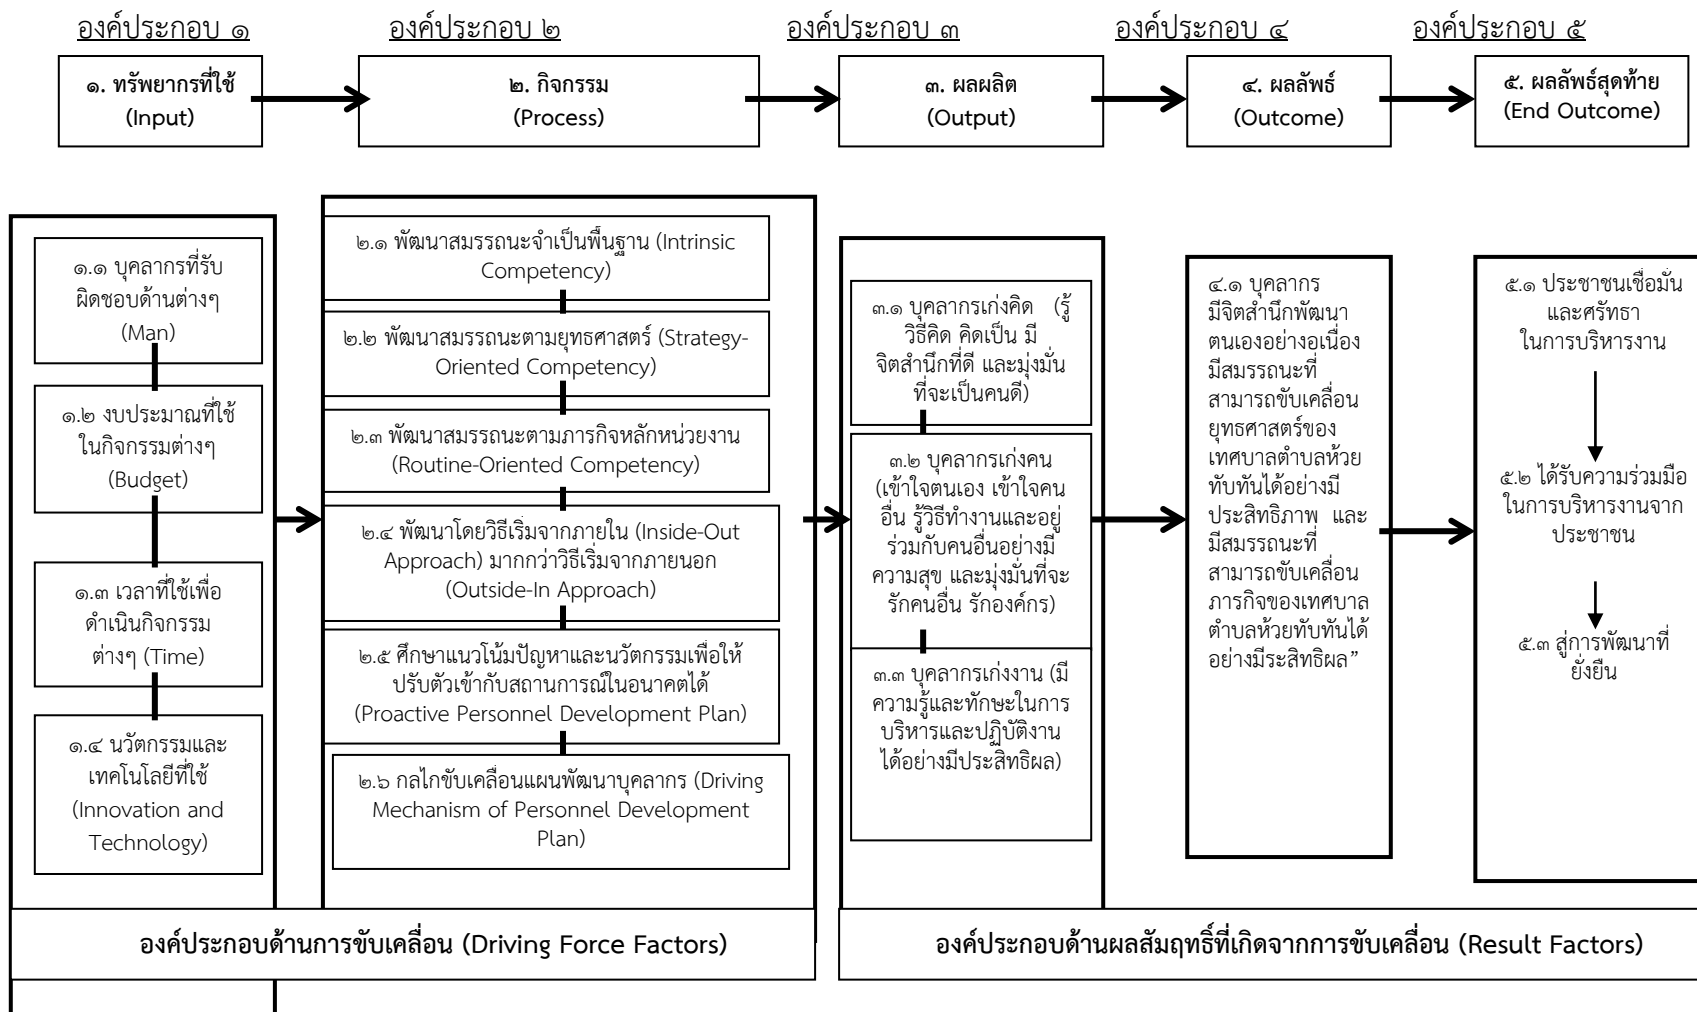 องค์ประกอบ ๑
องค์ประกอบ ๒
องค์ประกอบ ๓
องค์ประกอบ ๔
องค์ประกอบ ๕
๑. ทรัพยากรที่ใช้
(Input)
๒. กิจกรรม
(Process)
๓. ผลผลิต
(Output)
๔. ผลลัพธ์
(Outcome)
๕. ผลลัพธ์สุดท้าย
(End Outcome)
๑.๑ บุคลากรที่รับ
ผิดชอบด้านต่างๆ
(Man)
๑.๒ งบประมาณที่ใช้
ในกิจกรรมต่างๆ
(Budget)
๑.๓ เวลาที่ใช้เพื่อ
ดำเนินกิจกรรม
ต่างๆ (Time)
๑.๔ นวัตกรรมและ
เทคโนโลยีที่ใช้
(Innovation and
Technology)
๒.๑ พัฒนาสมรรถนะจำเป็นพื้นฐาน (Intrinsic
Competency)
๒.๒ พัฒนาสมรรถนะตามยุทธศาสตร์ (Strategy-
Oriented Competency)
๒.๓ พัฒนาสมรรถนะตามภารกิจหลักหน่วยงาน
(Routine-Oriented Competency)
๒.๔ พัฒนาโดยวิธีเริ่มจากภายใน (Inside-Out
Approach) มากกว่าวิธีเริ่มจากภายนอก
(Outside-In Approach)
๒.๕ ศึกษาแนวโน้มปัญหาและนวัตกรรมเพื่อให้
ปรับตัวเข้ากับสถานการณ์ในอนาคตได้
(Proactive Personnel Development Plan)
๒.๖ กลไกขับเคลื่อนแผนพัฒนาบุคลากร (Driving
Mechanism of Personnel Development
Plan)
๓.๑ บุคลากรเก่งคิด (รู้
วิธีคิด คิดเป็น มี
จิตสำนึกที่ดี และมุ่งมั่น
ที่จะเป็นคนดี)
๓.๒ บุคลากรเก่งคน
(เข้าใจตนเอง เข้าใจคน
อื่น รู้วิธีทำงานและอยู่
ร่วมกับคนอื่นอย่างมี
ความสุข และมุ่งมั่นที่จะ
รักคนอื่น รักองค์กร)
๓.๓ บุคลากรเก่งงาน (มี
ความรู้และทักษะในการ
บริหารและปฏิบัติงาน
ได้อย่างมีประสิทธิผล)
๔.๑ บุคลากร
มีจิตสำนึกพัฒนา
ตนเองอย่างอเนื่อง
มีสมรรถนะที่
สามารถขับเคลื่อน
ยุทธศาสตร์ของ
เทศบาลตำบลห้วย
ทับทันได้อย่างมี
ประสิทธิภาพ และ
มีสมรรถนะที่
สามารถขับเคลื่อน
ภารกิจของเทศบาล
ตำบลห้วยทับทันได้
อย่างมีระสิทธิผล”
๕.๑ ประชาชนเชื่อมั่น
และศรัทธา
ในการบริหารงาน
๕.๒ ได้รับความร่วมมือ
ในการบริหารงานจาก
ประชาชน
๕.๓ สู่การพัฒนาที่
ยั่งยืน
องค์ประกอบด้านการขับเคลื่อน (Driving Force Factors)
องค์ประกอบด้านผลสัมฤทธิ์ที่เกิดจากการขับเคลื่อน (Result Factors)